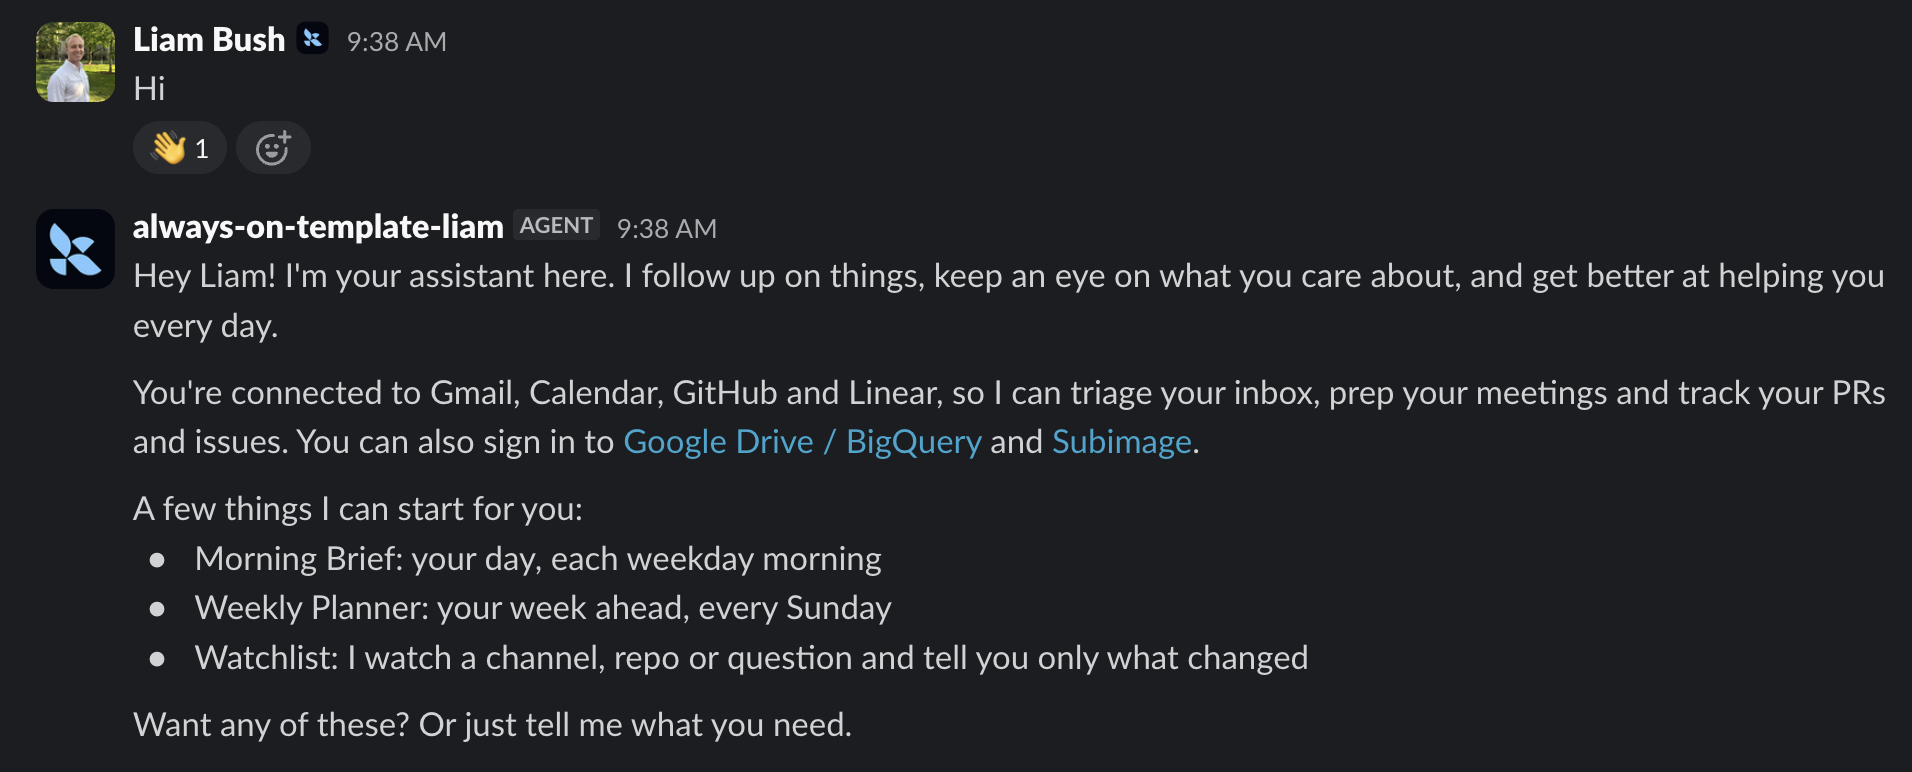 Liam Bush 9:38 AM
Hi
👋 1
always-on-template-liam AGENT 9:38 AM
Hey Liam! I'm your assistant here. I follow up on things, keep an eye on what you care about, and get better at helping you
every day.
You're connected to Gmail, Calendar, GitHub and Linear, so I can triage your inbox, prep your meetings and track your PRs
and issues. You can also sign in to Google Drive / BigQuery and Subimage.
A few things I can start for you:
● Morning Brief: your day, each weekday morning
● Weekly Planner: your week ahead, every Sunday
● Watchlist: I watch a channel, repo or question and tell you only what changed
Want any of these? Or just tell me what you need.